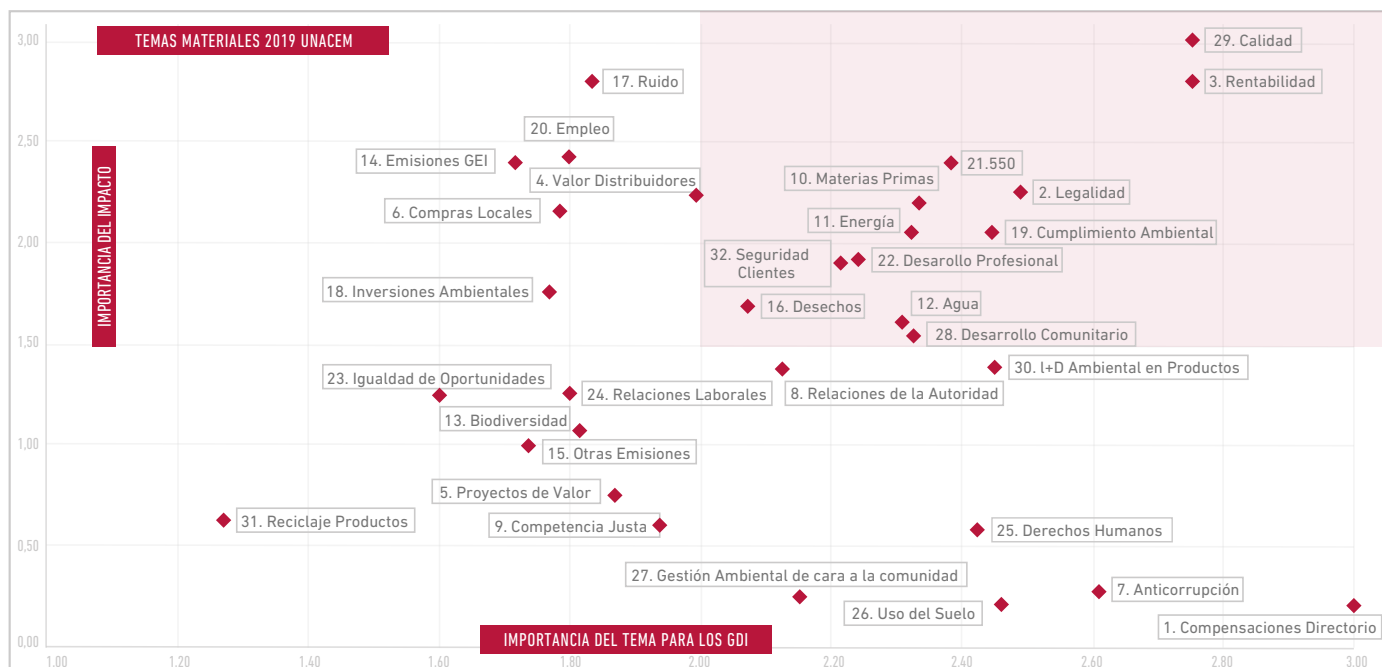 3,00
TEMAS MATERIALES 2019 UNACEM
29. Calidad
17. Ruido
3. Rentabilidad
2,50
20. Empleo
14. Emisiones GEI
21.550
4. Valor Distribuidores
10. Materias Primas
2. Legalidad
6. Compras Locales
11. Energía
19. Cumplimiento Ambiental
2,00
32. Seguridad
Clientes
22. Desarollo Profesional
IMPORTANCIA DEL IMPACTO
18. Inversiones Ambientales
16. Desechos
12. Agua
28. Desarrollo Comunitario
1,50
23. Igualdad de Oportunidades
30. I+D Ambiental en Productos
24. Relaciones Laborales
8. Relaciones de la Autoridad
13. Biodiversidad
1,00
15. Otras Emisiones
5. Proyectos de Valor
31. Reciclaje Productos
9. Competencia Justa
25. Derechos Humanos
0,50
27. Gestión Ambiental de cara a la comunidad
7. Anticorrupción
26. Uso del Suelo
1. Compensaciones Directorio
0,00
IMPORTANCIA DEL TEMA PARA LOS GDI
1.00 1.20 1.40 1.60 1.80 2.00 2.20 2.40 2.60 2.80 3.00